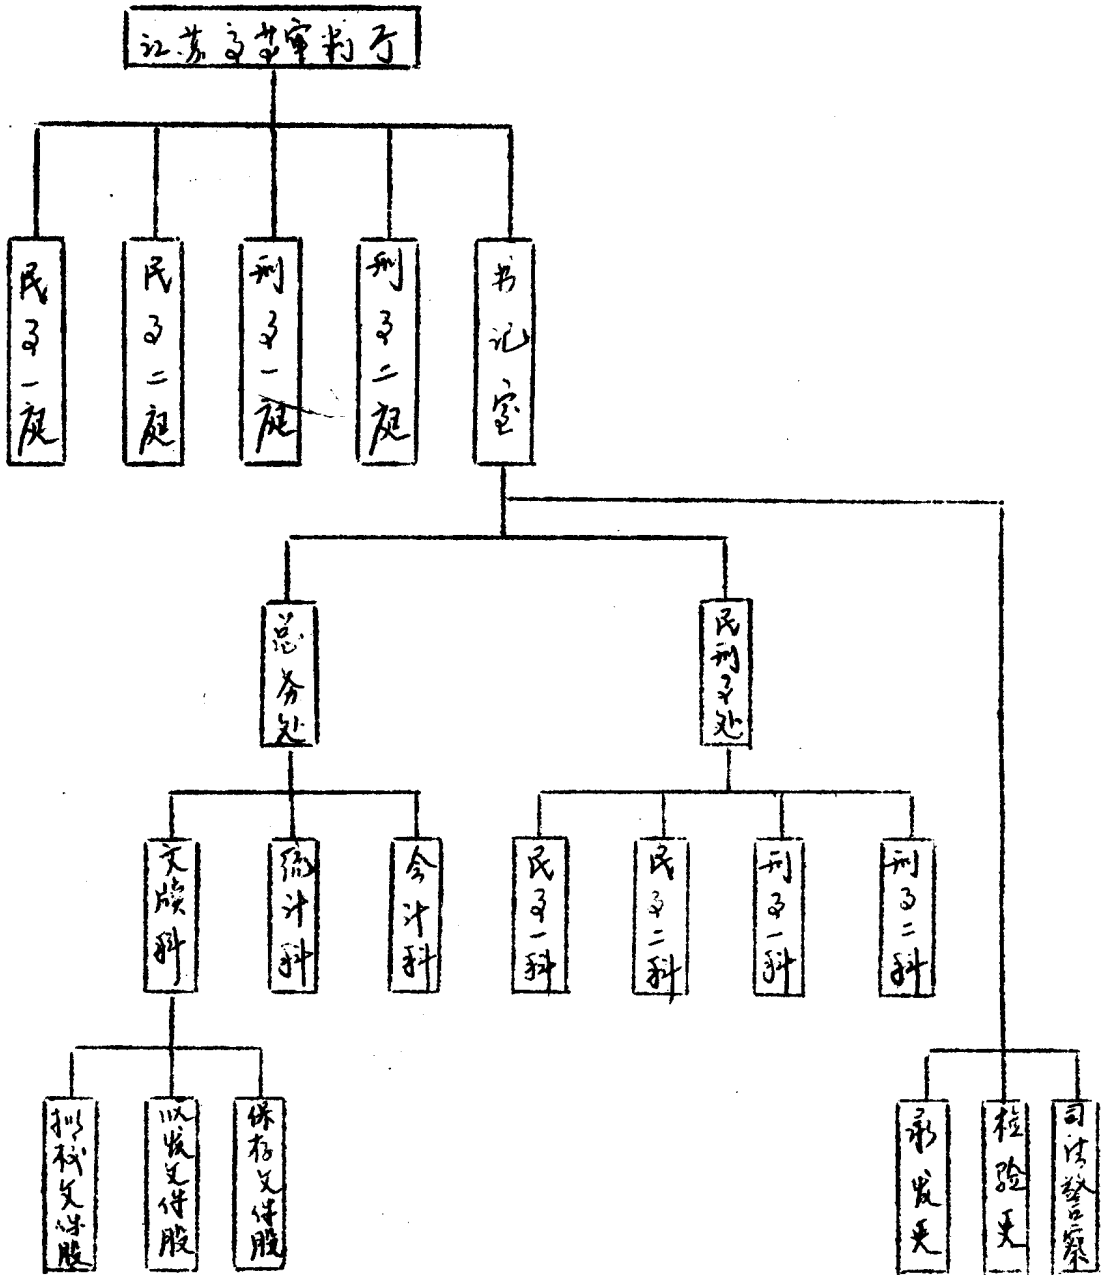 江苏高等审判厅
民事一庭
民事二庭
刑事一庭
刑事二庭
书记室
总务处
民刑事处
文牍科
统计科
会计科
民事一科
民事二科
刑事一科
刑事二科
拟校文件股
收发文件股
保存文件股
承发吏
检验吏
司法警察